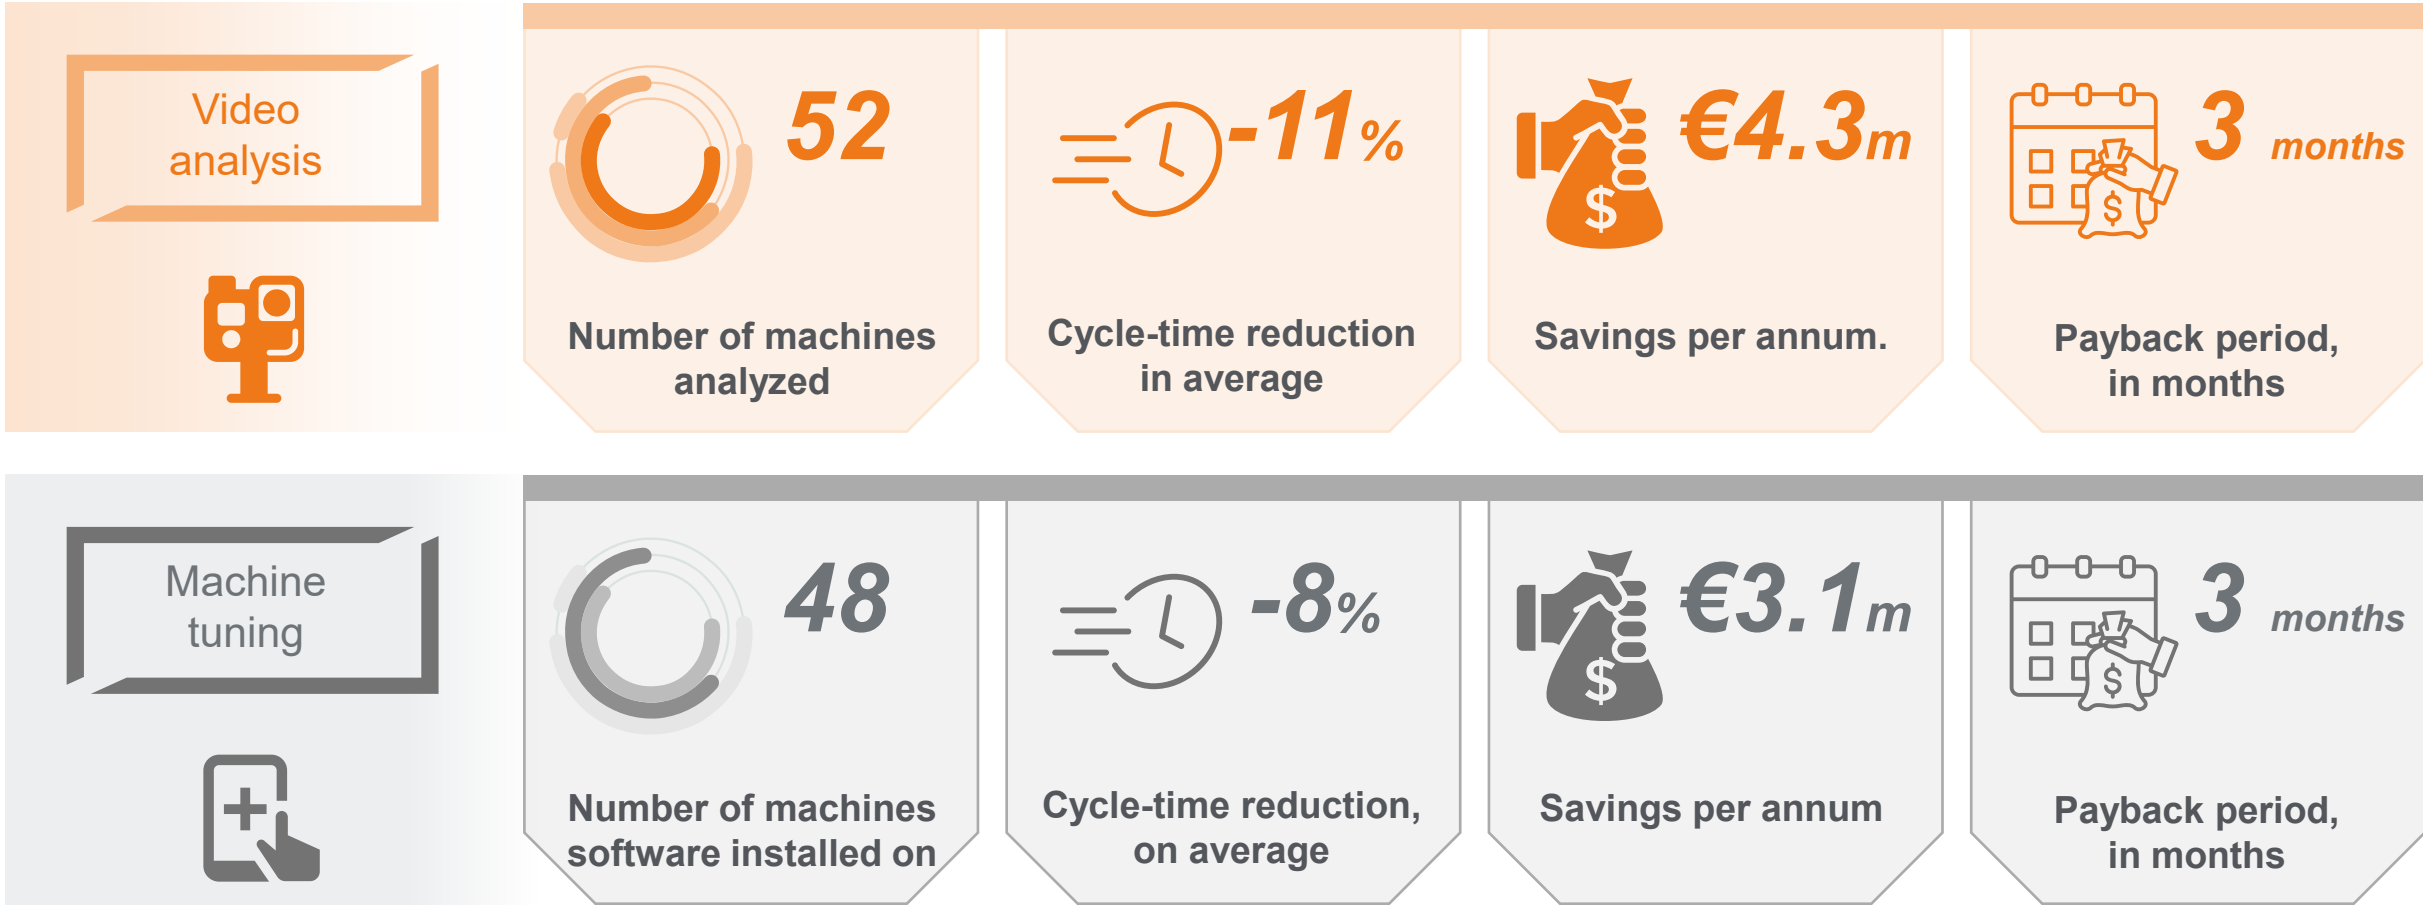 Video
analysis
52
Number of machines
analyzed
-11%
Cycle-time reduction
in average
€4.3m
$
Savings per annum.
3 months
$
Payback period,
in months
Machine
tuning
48
Number of machines
software installed on
-8%
Cycle-time reduction,
on average
€3.1m
$
Savings per annum
3 months
$
Payback period,
in months